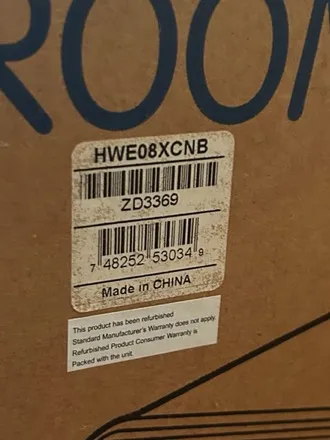 ROOM
HWE08XCNB
ZD3369
7 48252 53034 9
Made in CHINA
This product has been refurbished
Standard Manufacturer's Warranty does not apply.
Refurbished Product Consumer Warranty is
Packed with the unit.